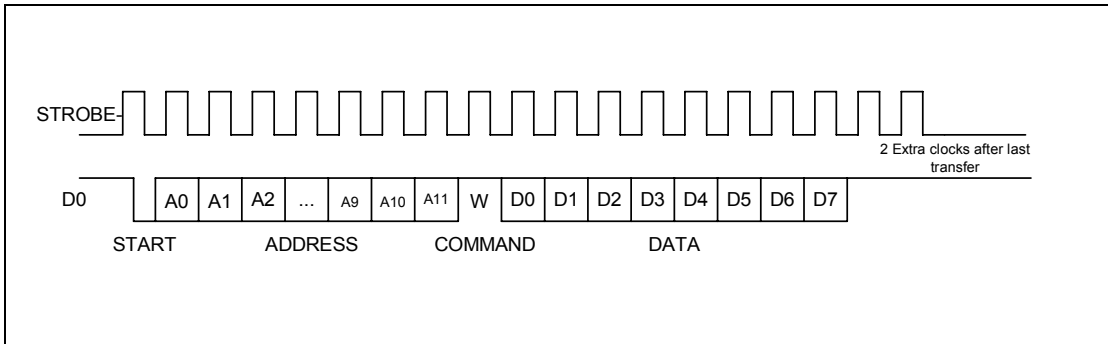 STROBE-
2 Extra clocks after last
transfer
D0 A0 A1 A2 ... A9 A10 A11 W D0 D1 D2 D3 D4 D5 D6 D7
START ADDRESS COMMAND DATA